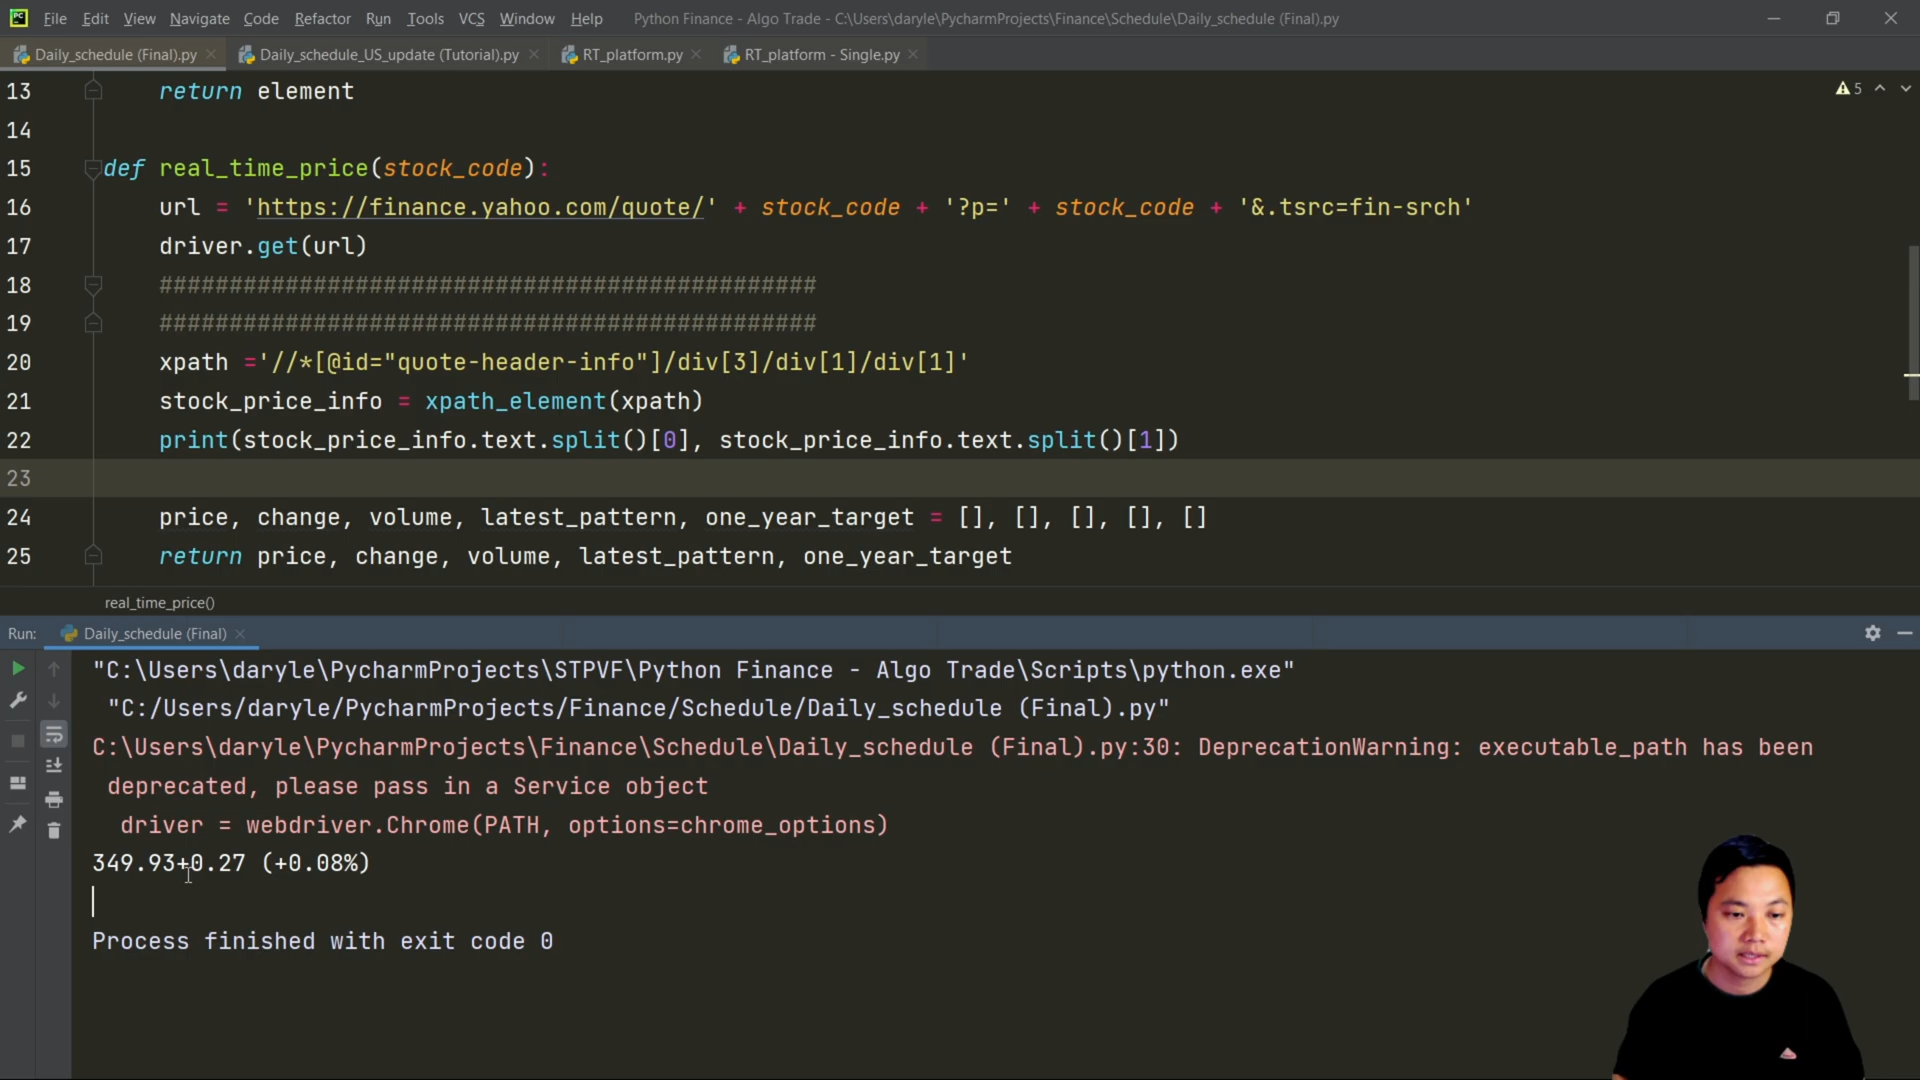 PC File Edit View Navigate Code Refactor Run Tools VCS Window Help Python Finance - Algo Trade - C:\Users\daryle\PycharmProjects\Finance\Schedule\Daily_schedule (Final).py
Daily_schedule (Final).py Daily_schedule_US_update (Tutorial).py RT_platform.py RT_platform - Single.py
13 return element
5
14
15 def real_time_price(stock_code):
16 url = 'https://finance.yahoo.com/quote/' + stock_code + '?p=' + stock_code + '&.tsrc=fin-srch'
17 driver.get(url)
18 ###############################################
19 ###############################################
20 xpath ='//*[@id="quote-header-info"]/div[3]/div[1]/div[1]'
21 stock_price_info = xpath_element(xpath)
22 print(stock_price_info.text.split()[0], stock_price_info.text.split()[1])
23
24 price, change, volume, latest_pattern, one_year_target = [], [], [], [], []
25 return price, change, volume, latest_pattern, one_year_target
real_time_price()
Run: Daily_schedule (Final)
"C:\Users\daryle\PycharmProjects\STPVF\Python Finance - Algo Trade\Scripts\python.exe"
"C:/Users/daryle/PycharmProjects/Finance/Schedule/Daily_schedule (Final).py"
C:\Users\daryle\PycharmProjects\Finance\Schedule\Daily_schedule (Final).py:30: DeprecationWarning: executable_path has been
deprecated, please pass in a Service object
driver = webdriver.Chrome(PATH, options=chrome_options)
349.93+0.27 (+0.08%)
Process finished with exit code 0